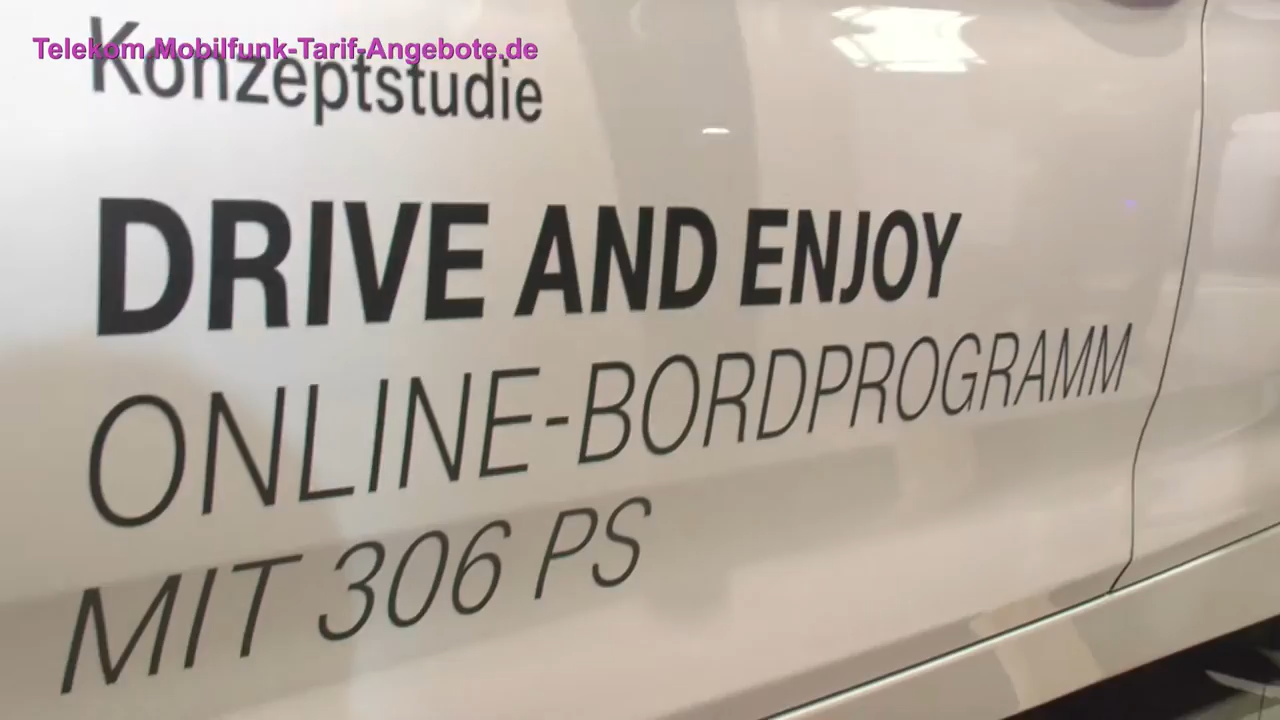 Telekom Mobilfunk-Tarif-Angebote.de
Konzeptstudie
DRIVE AND ENJOY
ONLINE-BORDPROGRAMM
MIT 306 PS